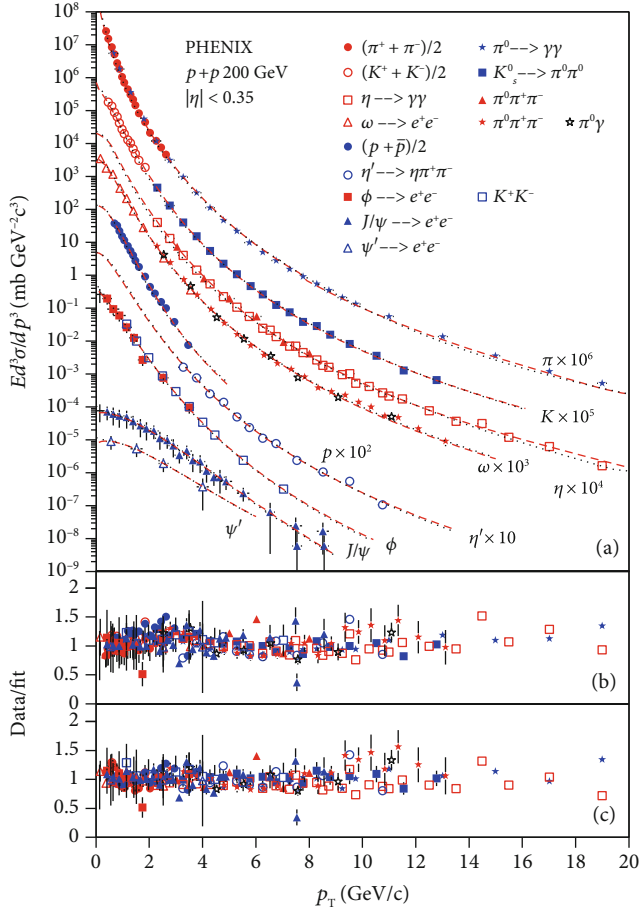 10⁸
10⁷
10⁶
10⁵
10⁴
10³
10²
10
1
10⁻¹
10⁻²
10⁻³
10⁻⁴
10⁻⁵
10⁻⁶
10⁻⁷
10⁻⁸
10⁻⁹
Ed³σ/dp³ (mb GeV⁻²c³)
PHENIX
p+p 200 GeV
|η| < 0.35
(π⁺ + π⁻)/2
(K⁺ + K⁻)/2
η --> γγ
ω --> e⁺e⁻
(p + p̄)/2
η′ --> ηπ⁺π⁻
ϕ --> e⁺e⁻
J/ψ --> e⁺e⁻
ψ′ --> e⁺e⁻
π⁰ --> γγ
K⁰ₛ --> π⁰π⁰
π⁰π⁺π⁻
π⁰π⁺π⁻ π⁰γ
K⁺K⁻
π × 10⁶
K × 10⁵
p × 10²
ω × 10³
η × 10⁴
ψ′
J/ψ
ϕ
η′ × 10
(a)
2
1.5
1
0.5
0
(b)
Data/fit
2
1.5
1
0.5
0
(c)
0 2 4 6 8 10 12 14 16 18 20
p_T (GeV/c)